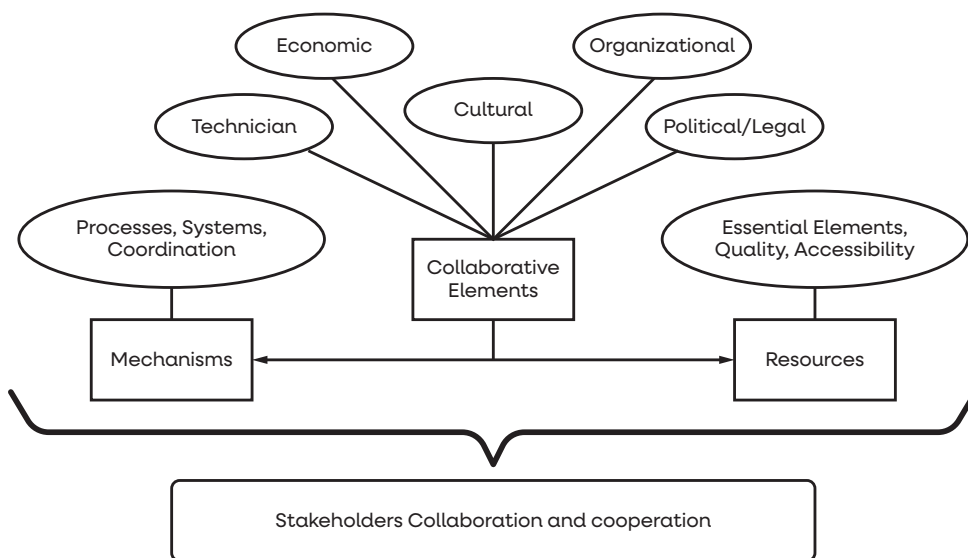 Economic
Organizational
Cultural
Technician
Political/Legal
Processes, Systems,
Coordination
Essential Elements,
Quality, Accessibility
Collaborative
Elements
Mechanisms
Resources
Stakeholders Collaboration and cooperation